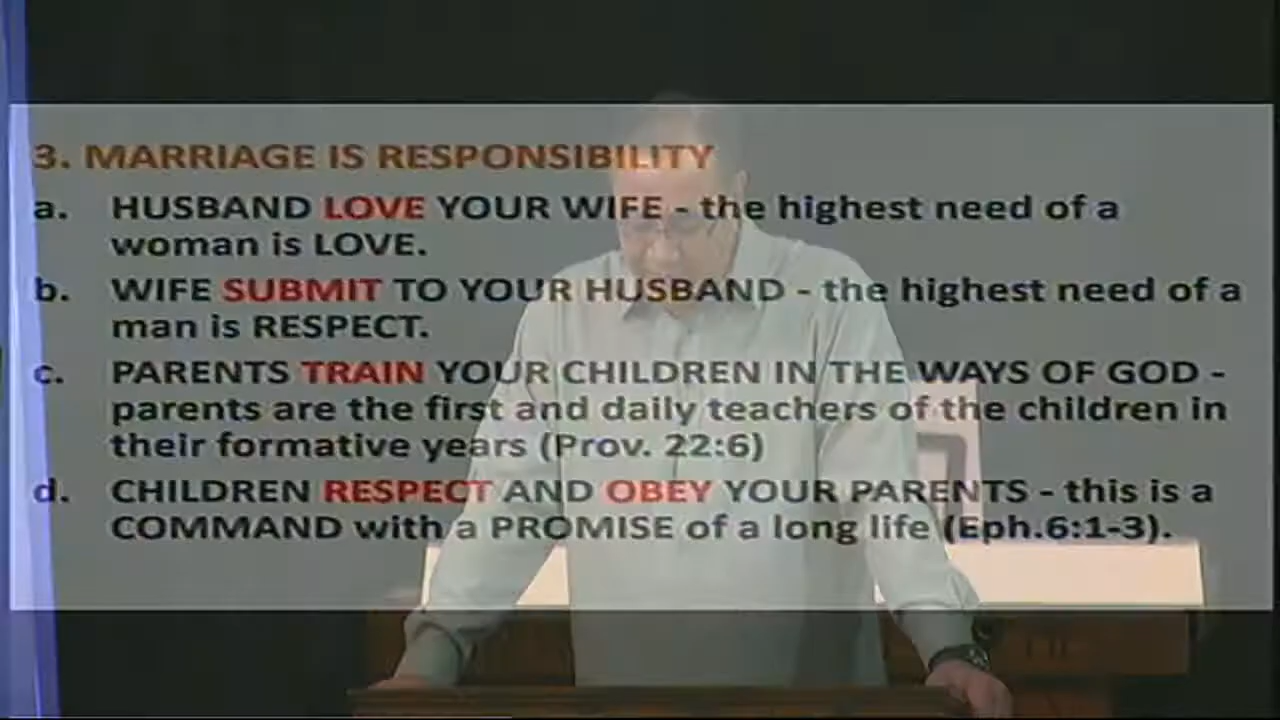 3. MARRIAGE IS RESPONSIBILITY
a. HUSBAND LOVE YOUR WIFE - the highest need of a
woman is LOVE.
b. WIFE SUBMIT TO YOUR HUSBAND - the highest need of a
man is RESPECT.
c. PARENTS TRAIN YOUR CHILDREN IN THE WAYS OF GOD -
parents are the first and daily teachers of the children in
their formative years (Prov. 22:6)
d. CHILDREN RESPECT AND OBEY YOUR PARENTS - this is a
COMMAND with a PROMISE of a long life (Eph.6:1-3).